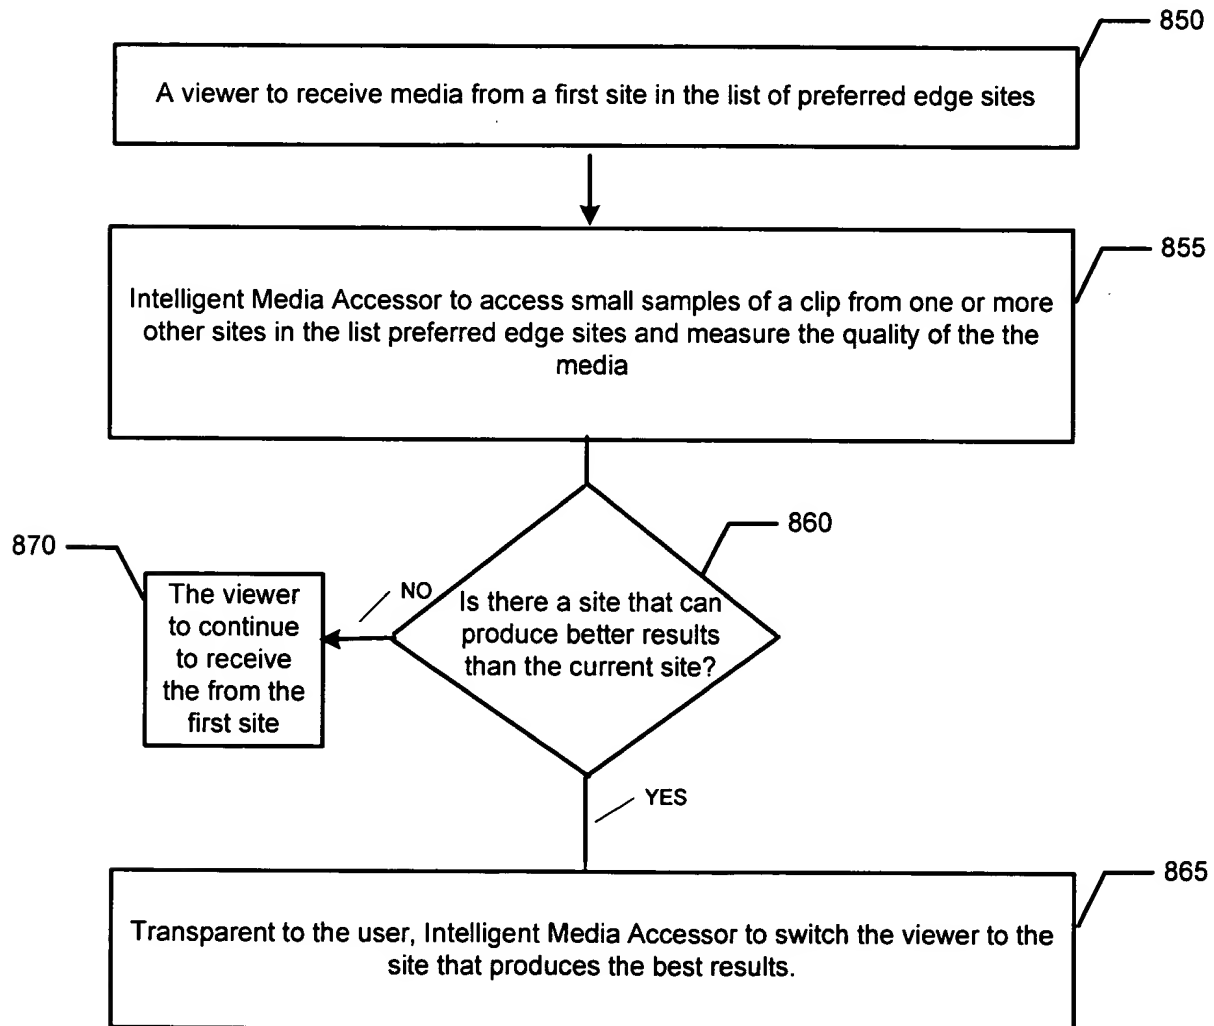 850
A viewer to receive media from a first site in the list of preferred edge sites
855
Intelligent Media Accessor to access small samples of a clip from one or more
other sites in the list preferred edge sites and measure the quality of the the
media
860
870
NO
Is there a site that can
produce better results
than the current site?
The viewer
to continue
to receive
the from the
first site
YES
865
Transparent to the user, Intelligent Media Accessor to switch the viewer to the
site that produces the best results.